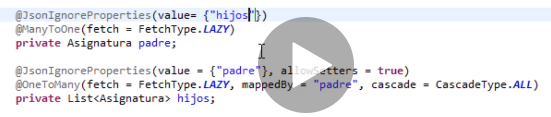 @JsonIgnoreProperties(value= {"hijos"})
@ManyToOne(fetch = FetchType.LAZY)
private Asignatura padre;
@JsonIgnoreProperties(value = {"padre"}, allowSetters = true)
@OneToMany(fetch = FetchType.LAZY, mappedBy = "padre", cascade = CascadeType.ALL)
private List<Asignatura> hijos;